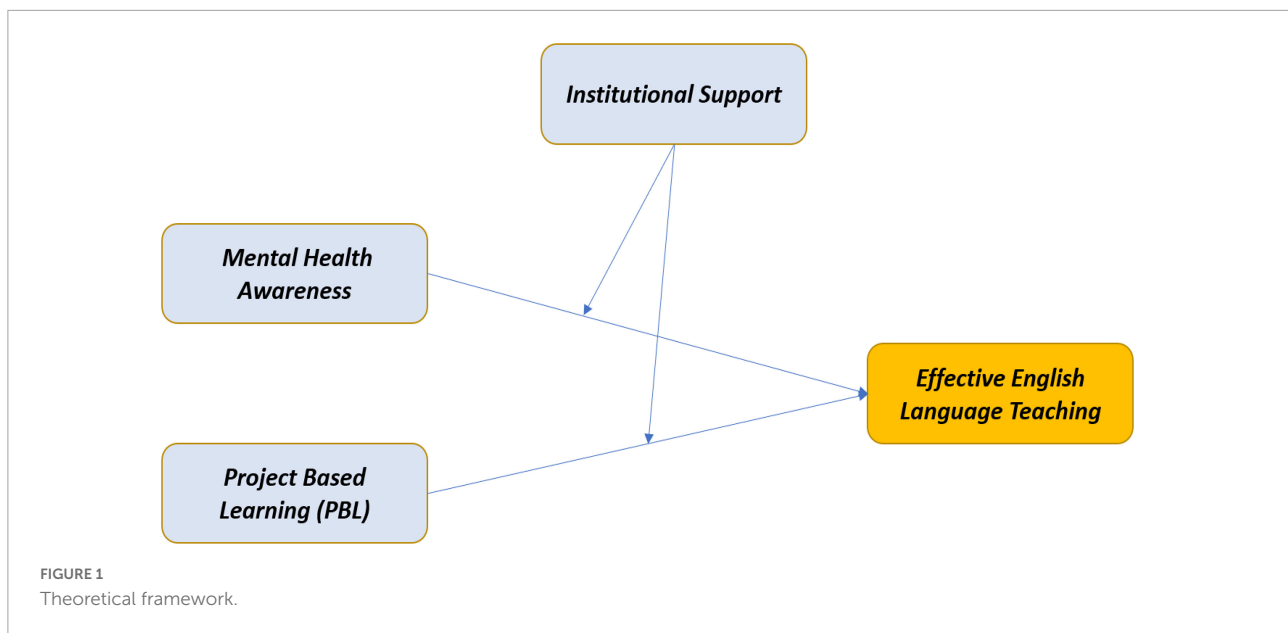 Institutional Support
Mental Health
Awareness
Effective English
Language Teaching
Project Based
Learning (PBL)
FIGURE 1
Theoretical framework.